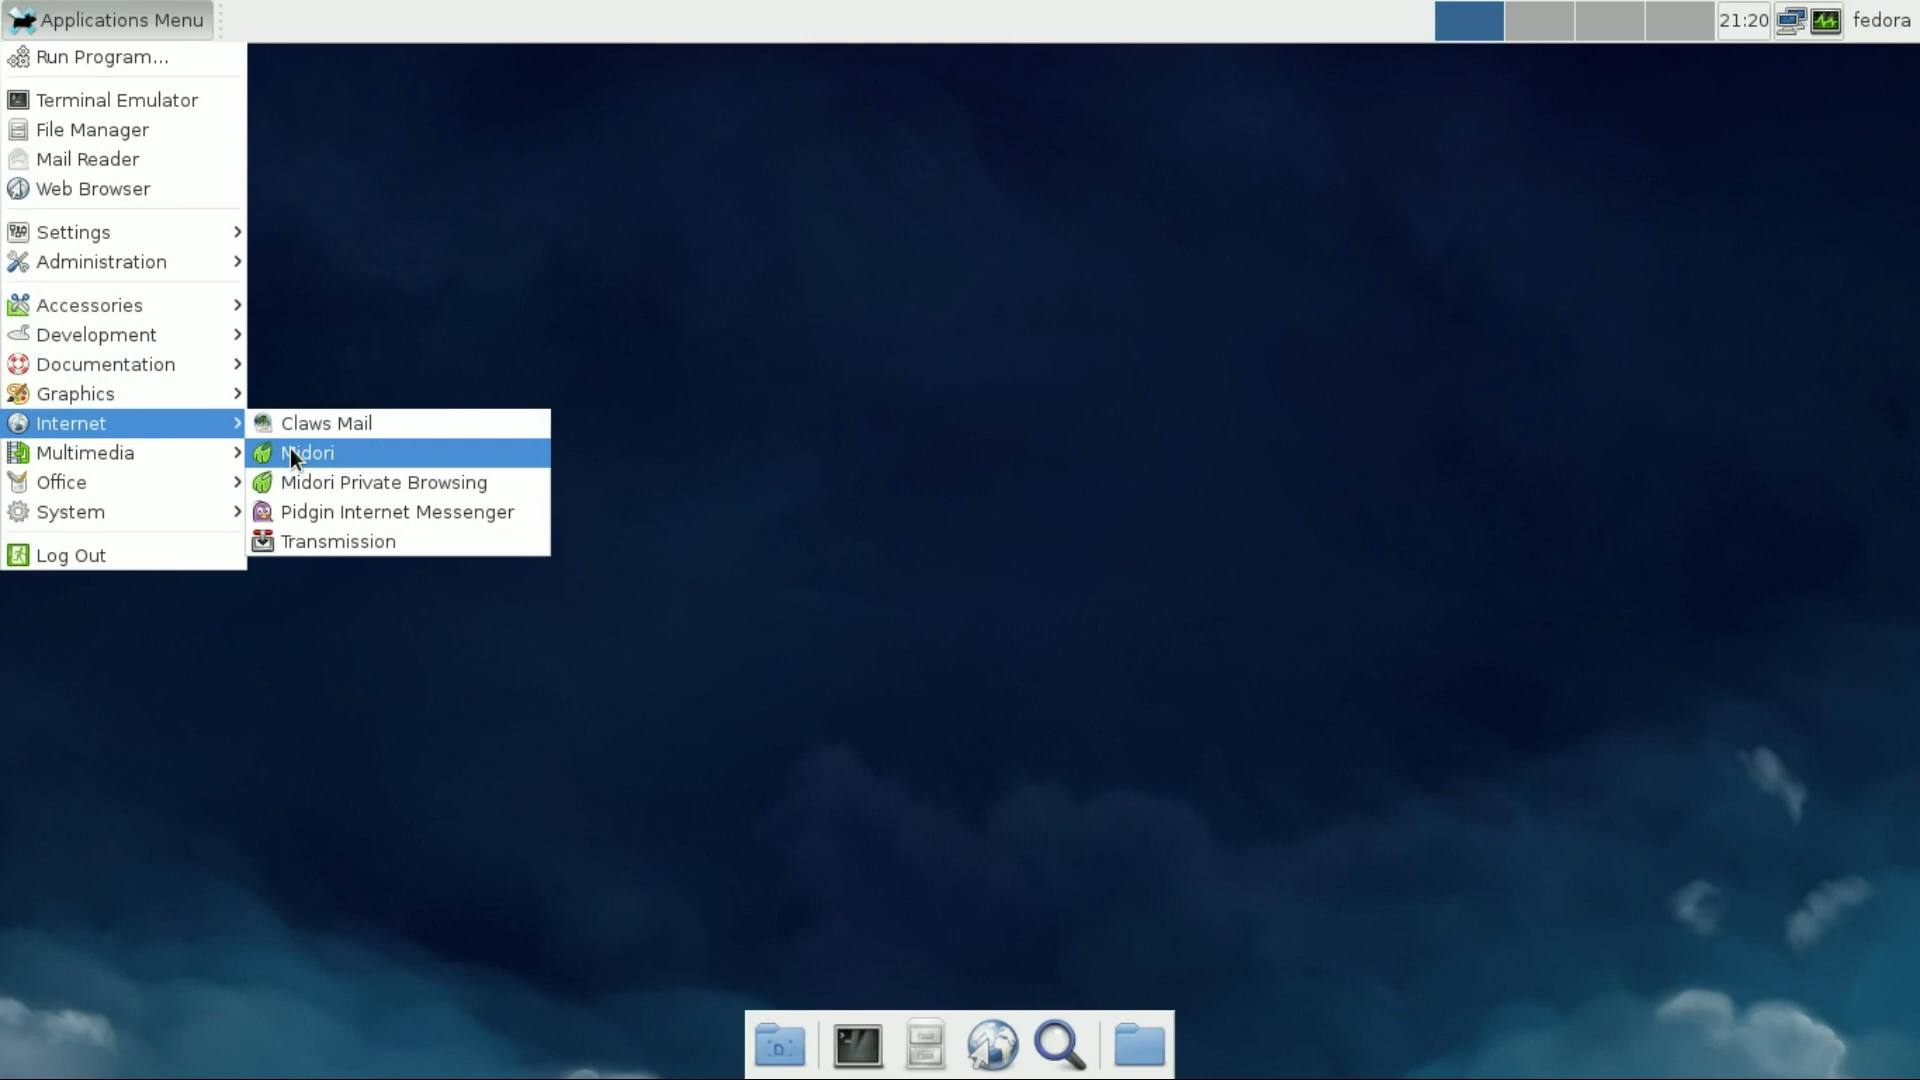 Applications Menu
21:20
fedora
Run Program...
Terminal Emulator
File Manager
Mail Reader
Web Browser
Settings
Administration
Accessories
Development
Documentation
Graphics
Internet
Multimedia
Office
System
Log Out
Claws Mail
Midori
Midori Private Browsing
Pidgin Internet Messenger
Transmission
D